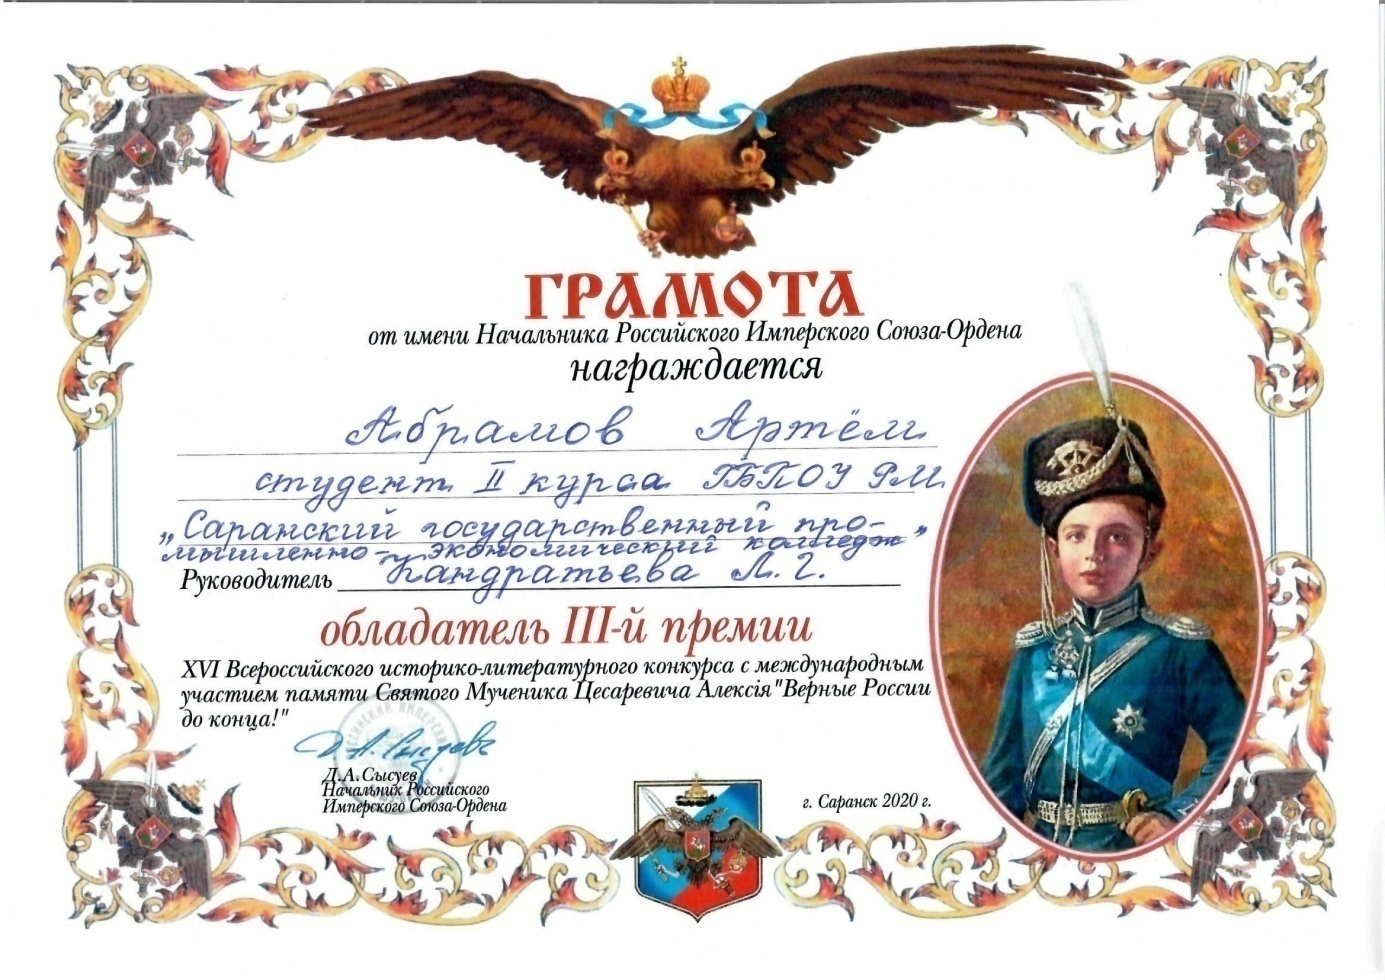 ГРАМОТА
от имени Начальника Российского Имперского Союза-Ордена
награждается
Абрамов Артём
студент II курса ГБПОУ РМ
„Саранский государственный про-
мышленно-экономический колледж"
Руководитель Кандратьева Л.Г.
обладатель III-й премии
XVI Всероссийского историко-литературного конкурса с международным
участием памяти Святого Мученика Цесаревича Алексiя "Верные России
до конца!"
Д.А.Сысуев
Начальник Российского
Имперского Союза-Ордена
г. Саранск 2020 г.